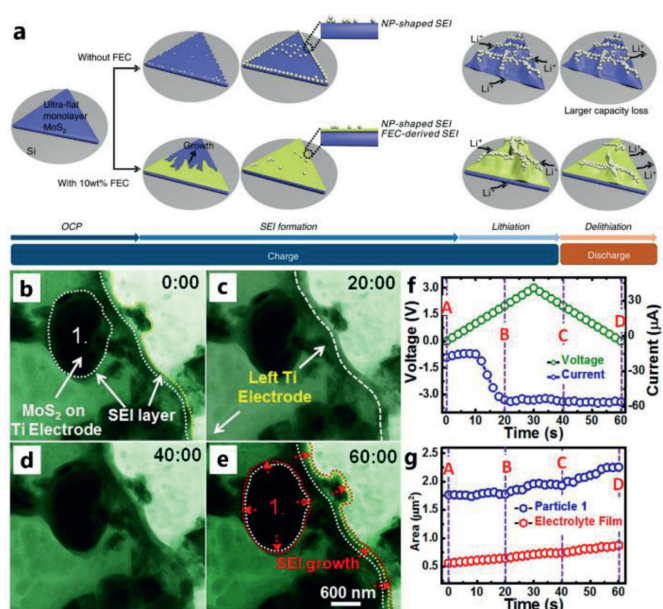 a
Without FEC
NP-shaped SEI
Li⁺
Li⁺
Li⁺
Larger capacity loss
Ultra-flat
monolayer
MoS₂
Si
NP-shaped SEI
FEC-derived SEI
Growth
With 10wt% FEC
Li⁺
Li⁺
Li⁺
OCP
SEI formation
Lithiation
Delithiation
Charge
Discharge
b
0:00
1.
MoS₂ on
Ti Electrode
SEI layer
c
20:00
Left Ti
Electrode
d
40:00
e
60:00
1.
SEI growth
600 nm
f
Voltage (V)
3.0
1.5
0.0
-1.5
-3.0
A
B
C
D
Voltage
Current
40
0
-30
-60
Current (μA)
0 10 20 30 40 50 60
Time (s)
g
Area (μm²)
2.5
2.0
1.5
1.0
0.5
A
B
C
D
Particle 1
Electrolyte Film
0 10 20 30 40 50 60
Time (s)